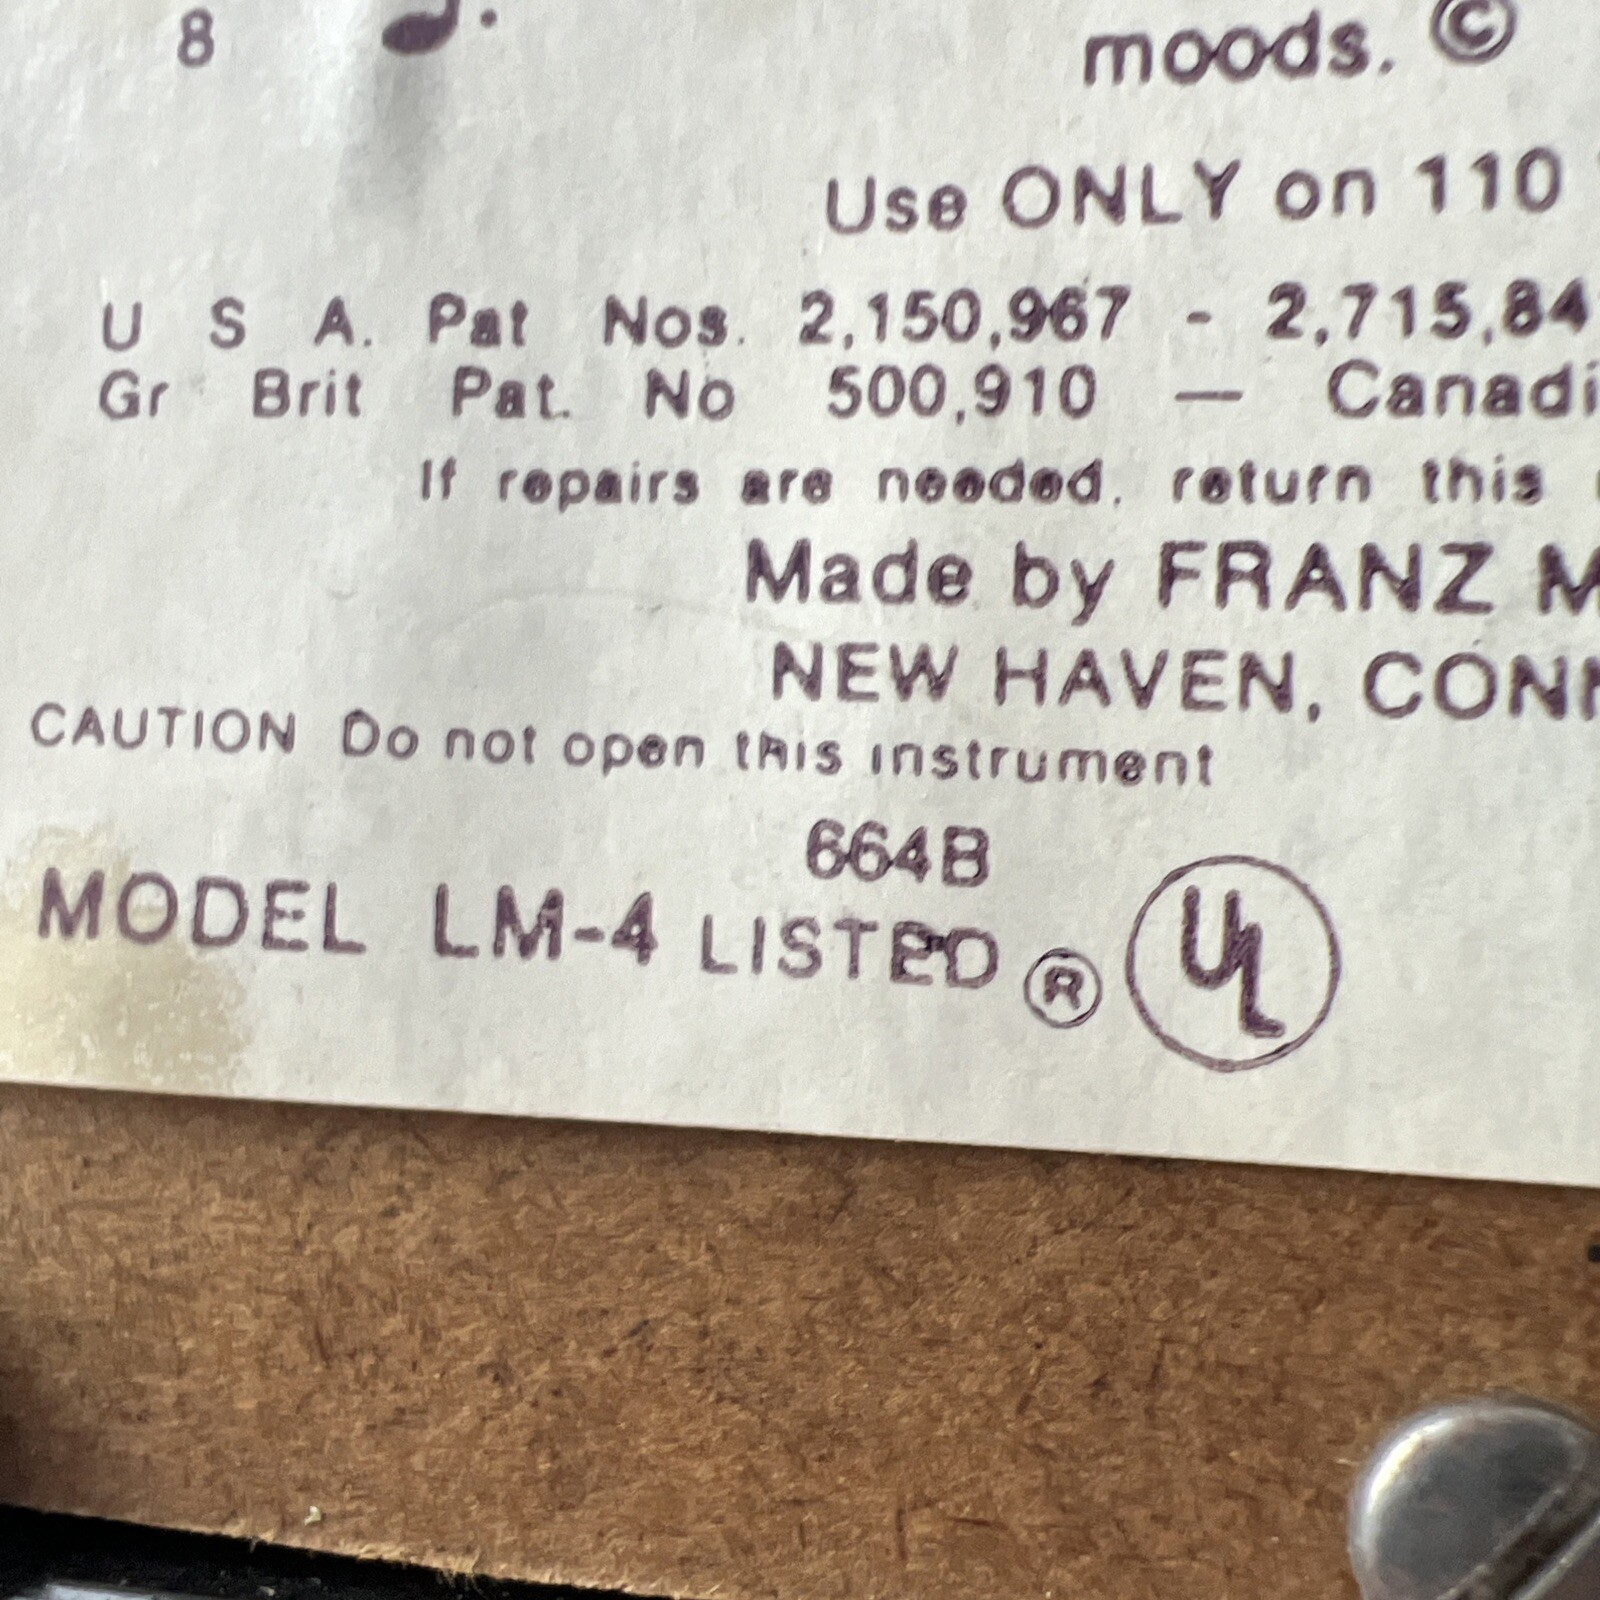 8 moods. ©
Use ONLY on 110
U S A. Pat Nos. 2,150,967 - 2,715,84
Gr Brit Pat. No 500,910 — Canadi
If repairs are needed, return this
Made by FRANZ M
NEW HAVEN, CONN
CAUTION Do not open this instrument
664B
MODEL LM-4 LISTED ® UL